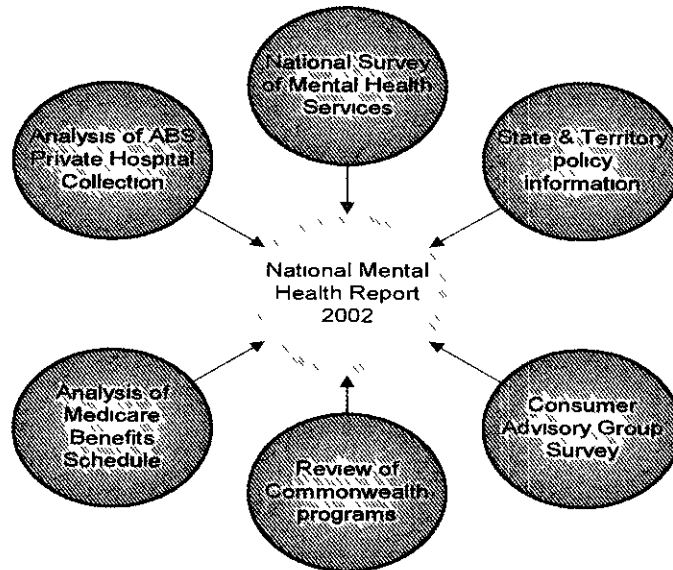 National Survey
of Mental Health
Services
Analysis of ABS
Private Hospital
Collection
State & Territory
policy
information
National Mental
Health Report
2002
Analysis of
Medicare
Benefits
Schedule
Consumer
Advisory Group
Survey
Review of
Commonwealth
programs